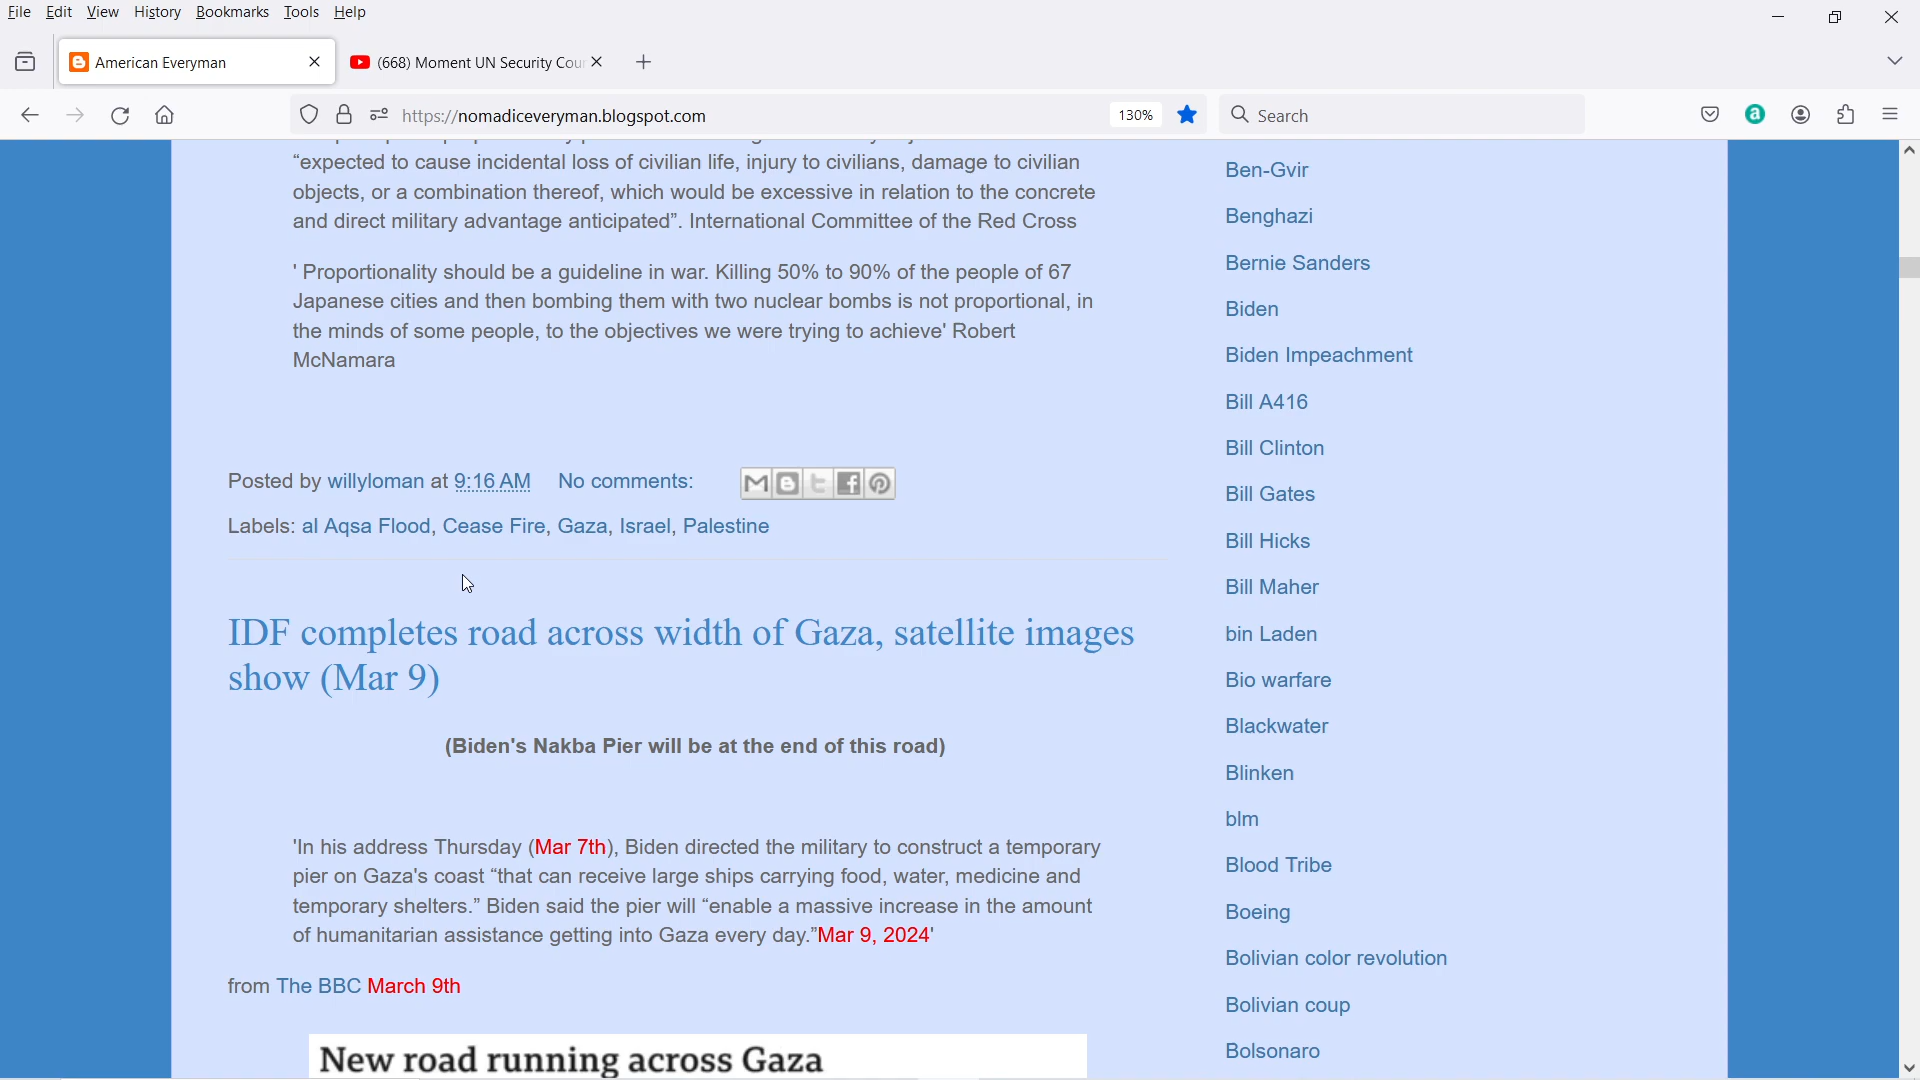 File Edit View History Bookmarks Tools Help
American Everyman
(668) Moment UN Security Cou
https://nomadiceveryman.blogspot.com
130%
Search
“expected to cause incidental loss of civilian life, injury to civilians, damage to civilian
objects, or a combination thereof, which would be excessive in relation to the concrete
and direct military advantage anticipated”. International Committee of the Red Cross
' Proportionality should be a guideline in war. Killing 50% to 90% of the people of 67
Japanese cities and then bombing them with two nuclear bombs is not proportional, in
the minds of some people, to the objectives we were trying to achieve' Robert
McNamara
Posted by willyloman at 9:16 AM No comments:
Labels: al Aqsa Flood, Cease Fire, Gaza, Israel, Palestine
IDF completes road across width of Gaza, satellite images
show (Mar 9)
(Biden's Nakba Pier will be at the end of this road)
'In his address Thursday (Mar 7th), Biden directed the military to construct a temporary
pier on Gaza's coast “that can receive large ships carrying food, water, medicine and
temporary shelters.” Biden said the pier will “enable a massive increase in the amount
of humanitarian assistance getting into Gaza every day.”Mar 9, 2024'
from The BBC March 9th
New road running across Gaza
Ben-Gvir
Benghazi
Bernie Sanders
Biden
Biden Impeachment
Bill A416
Bill Clinton
Bill Gates
Bill Hicks
Bill Maher
bin Laden
Bio warfare
Blackwater
Blinken
blm
Blood Tribe
Boeing
Bolivian color revolution
Bolivian coup
Bolsonaro